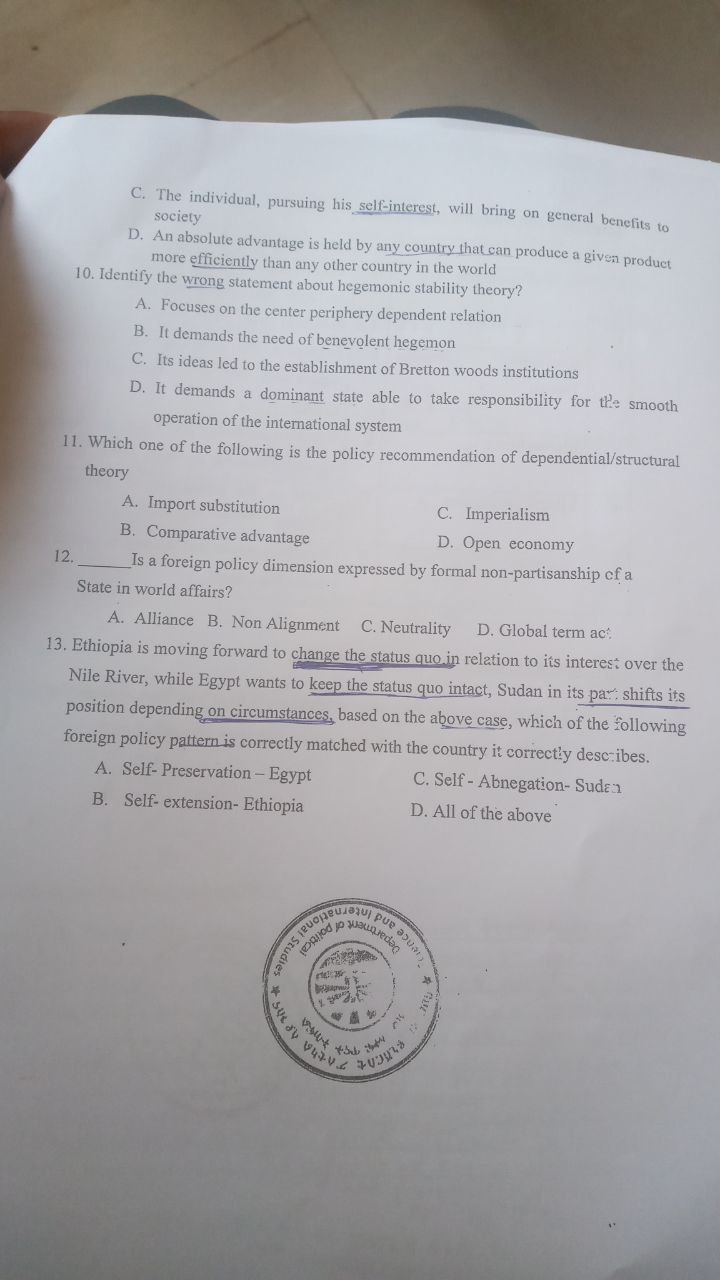 C. The individual, pursuing his self-interest, will bring on general benefits to
society
D. An absolute advantage is held by any country that can produce a given product
more efficiently than any other country in the world
10. Identify the wrong statement about hegemonic stability theory?
A. Focuses on the center periphery dependent relation
B. It demands the need of benevolent hegemon
C. Its ideas led to the establishment of Bretton woods institutions
D. It demands a dominant state able to take responsibility for the smooth
operation of the international system
11. Which one of the following is the policy recommendation of dependential/structural
theory
A. Import substitution C. Imperialism
B. Comparative advantage D. Open economy
12. ______Is a foreign policy dimension expressed by formal non-partisanship of a
State in world affairs?
A. Alliance B. Non Alignment C. Neutrality D. Global term act
13. Ethiopia is moving forward to change the status quo in relation to its interest over the
Nile River, while Egypt wants to keep the status quo intact, Sudan in its part shifts its
position depending on circumstances, based on the above case, which of the following
foreign policy pattern is correctly matched with the country it correctly describes.
A. Self- Preservation – Egypt C. Self - Abnegation- Sudan
B. Self- extension- Ethiopia D. All of the above
Department of political
and International Studies